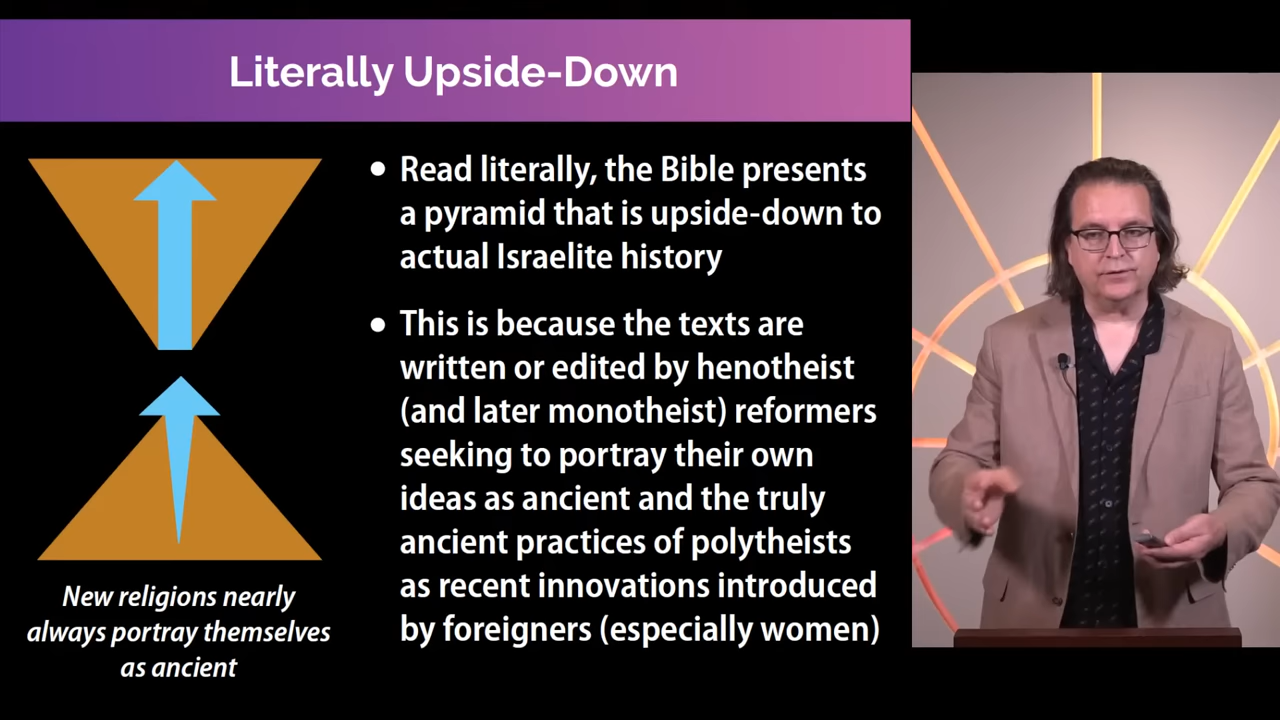 Literally Upside-Down
• Read literally, the Bible presents
a pyramid that is upside-down to
actual Israelite history
• This is because the texts are
written or edited by henotheist
(and later monotheist) reformers
seeking to portray their own
ideas as ancient and the truly
ancient practices of polytheists
as recent innovations introduced
by foreigners (especially women)
New religions nearly
always portray themselves
as ancient